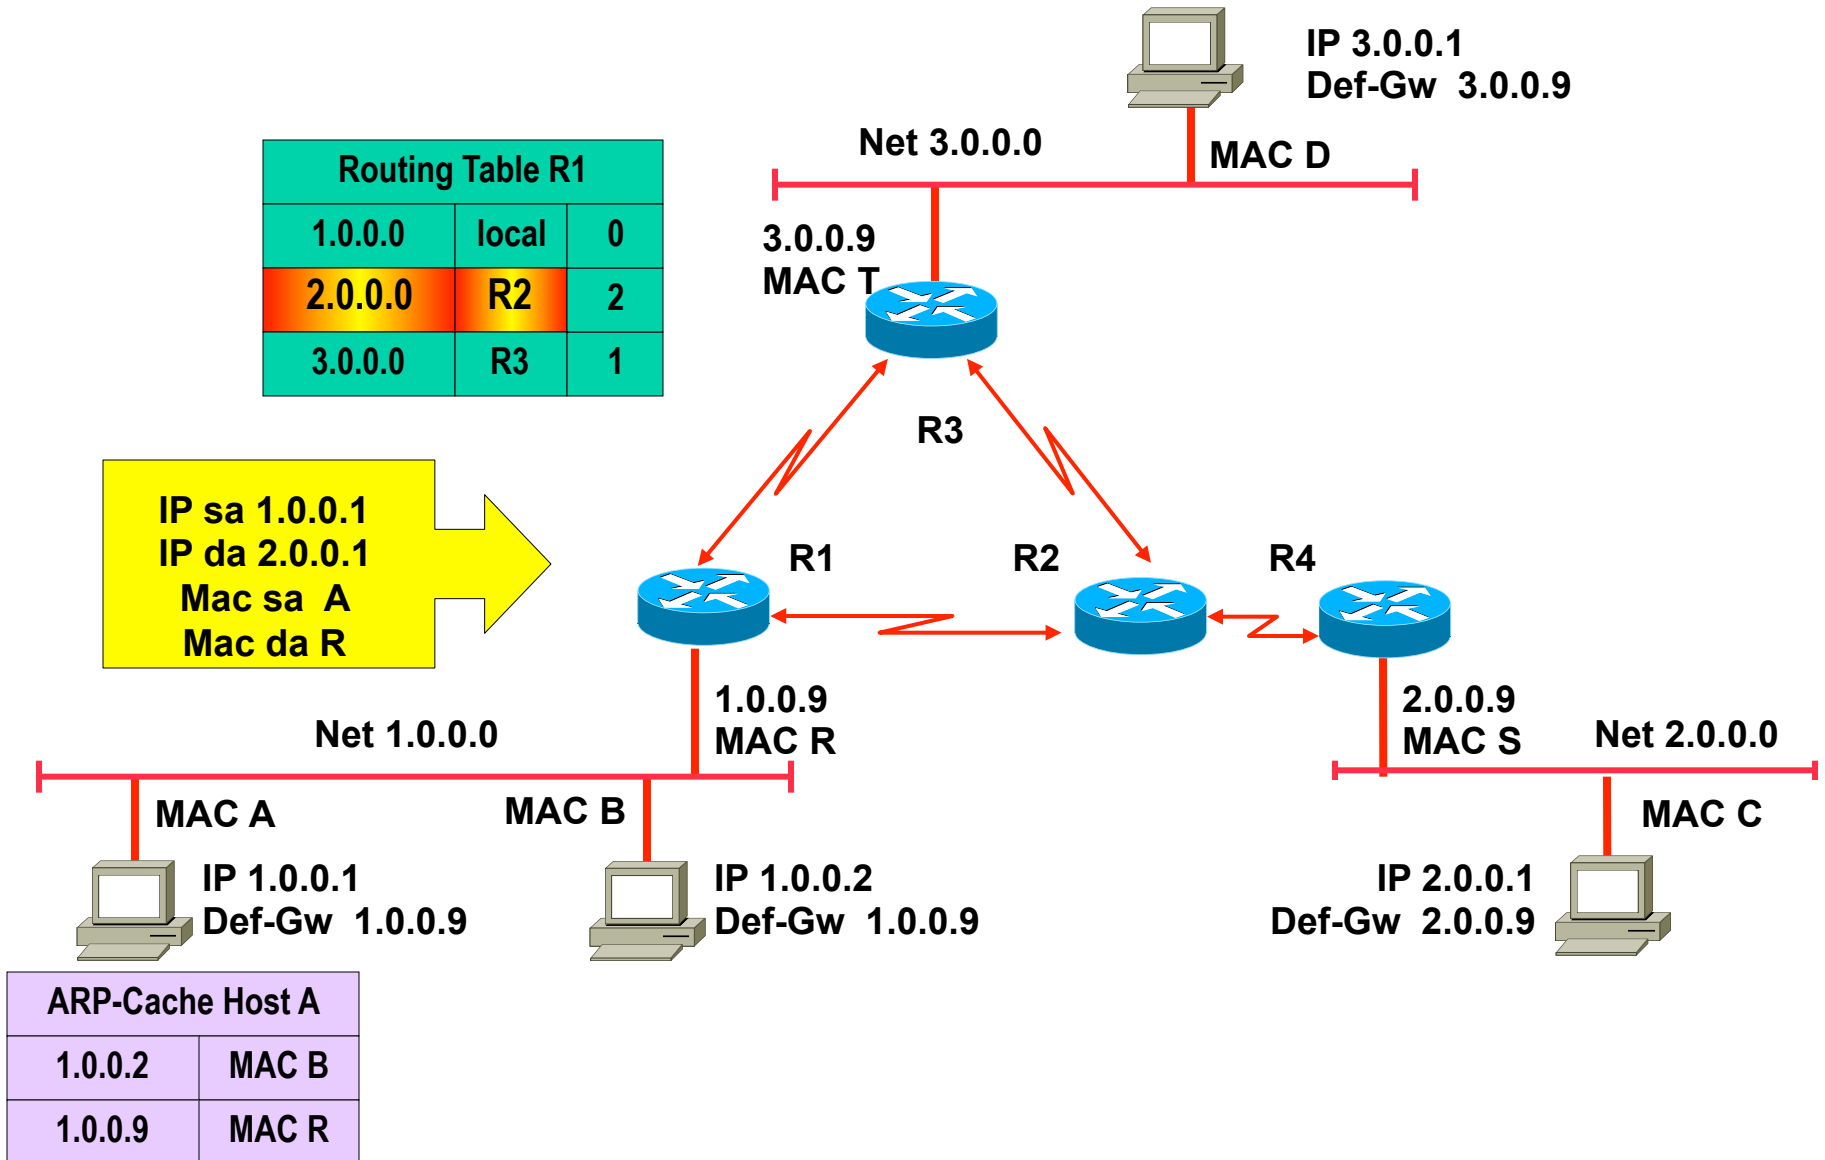 IP 3.0.0.1
Def-Gw 3.0.0.9
Net 3.0.0.0
MAC D
Routing Table R1
1.0.0.0 local 0
2.0.0.0 R2 2
3.0.0.0 R3 1
3.0.0.9
MAC T
R3
IP sa 1.0.0.1
IP da 2.0.0.1
Mac sa A
Mac da R
R1
R2
R4
1.0.0.9
MAC R
2.0.0.9
MAC S
Net 1.0.0.0
Net 2.0.0.0
MAC A
MAC B
MAC C
IP 1.0.0.1
Def-Gw 1.0.0.9
IP 1.0.0.2
Def-Gw 1.0.0.9
IP 2.0.0.1
Def-Gw 2.0.0.9
ARP-Cache Host A
1.0.0.2 MAC B
1.0.0.9 MAC R